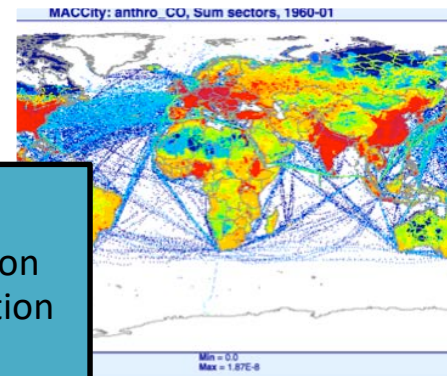 MACCity: anthro_CO, Sum sectors, 1960-01
on
tion
Min = 0.0
Max = 1.87E-8